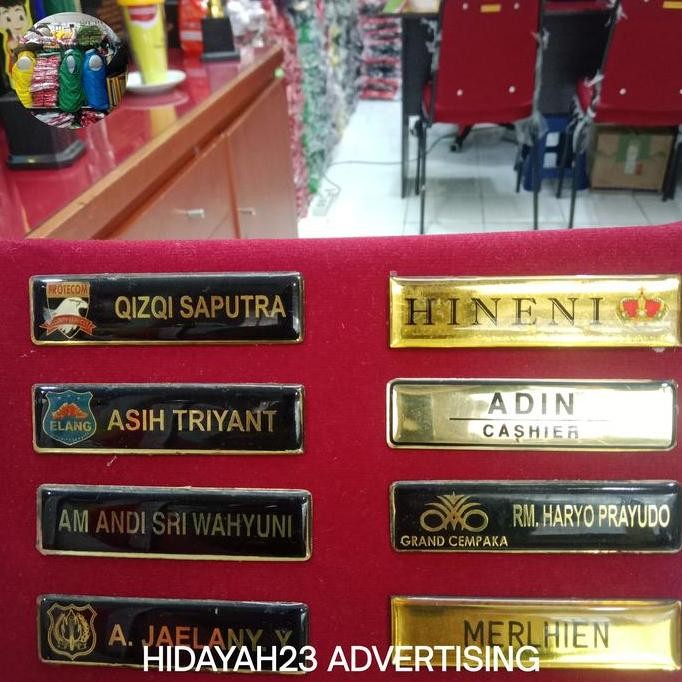 PROTECOM
QIZQI SAPUTRA
HINENI
ELANG
ASIH TRIYANT
ADIN
CASHIER
AM ANDI SRI WAHYUNI
GRAND CEMPAKA
RM. HARYO PRAYUDO
A. JAELANY. Y
MERLHIEN
HIDAYAH23 ADVERTISING